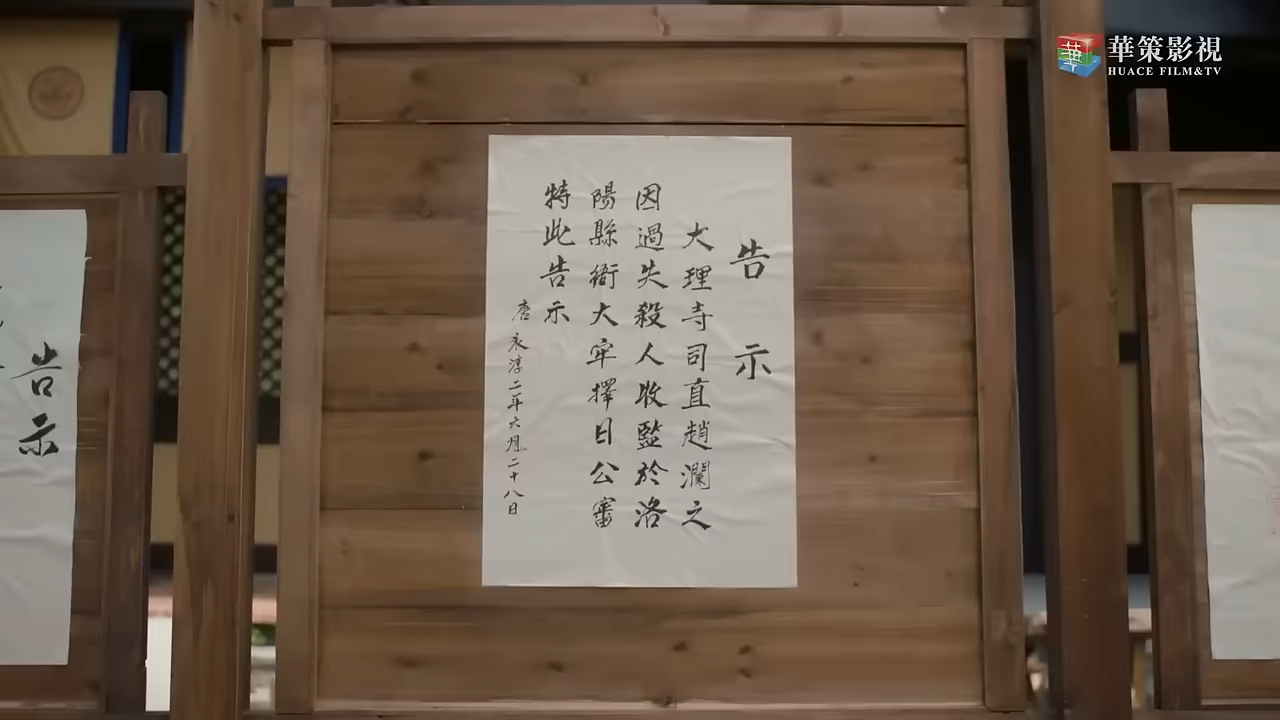 告示
大理寺司直趙瀾之
因過失殺人收監於洛
陽縣衙大牢擇日公審
特此告示
唐永淳二年六月二十八日
告示
華策影視
HUACE FILM&TV